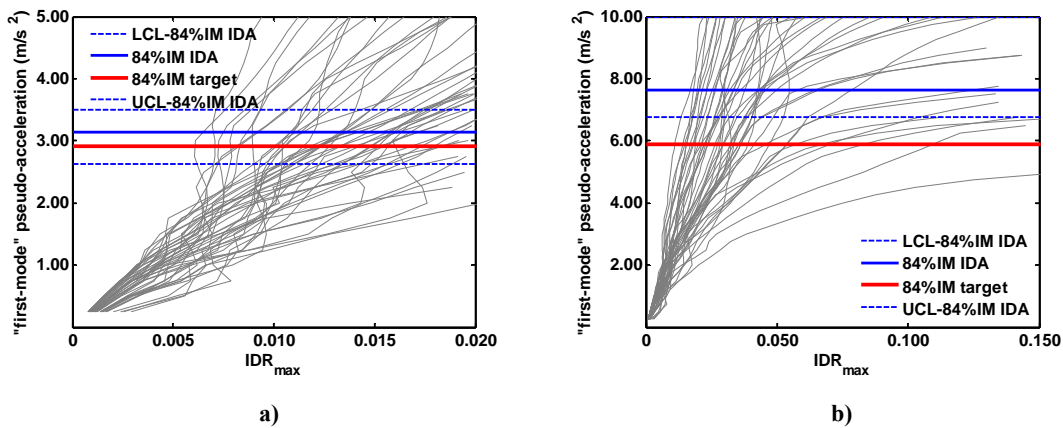 "first-mode" pseudo-acceleration (m/s 2)
5.00
4.00
3.00
2.00
1.00
0
0.005
0.010
0.015
0.020
IDRmax
LCL-84%IM IDA
84%IM IDA
84%IM target
UCL-84%IM IDA
a)
"first-mode" pseudo-acceleration (m/s 2)
10.00
8.00
6.00
4.00
2.00
0
0.050
0.100
0.150
IDRmax
LCL-84%IM IDA
84%IM IDA
84%IM target
UCL-84%IM IDA
b)